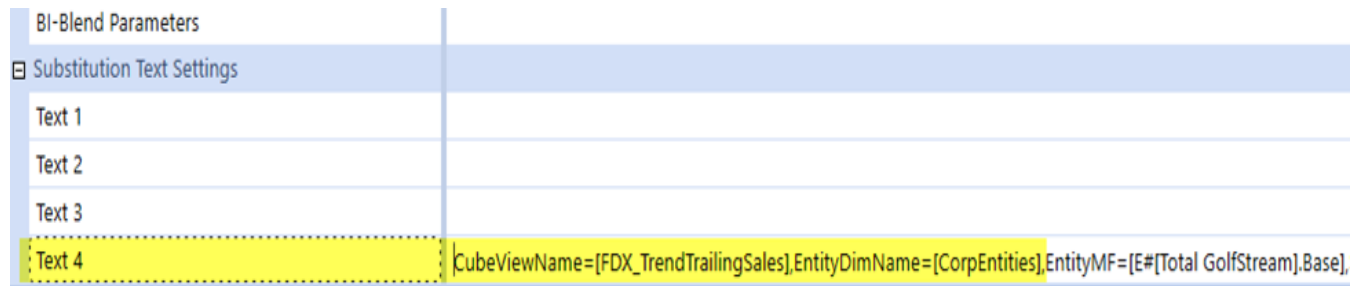 BI-Blend Parameters
Substitution Text Settings
Text 1
Text 2
Text 3
Text 4 CubeViewName=[FDX_TrendTrailingSales],EntityDimName=[CorpEntities],EntityMF=[E#[Total GolfStream].Base],